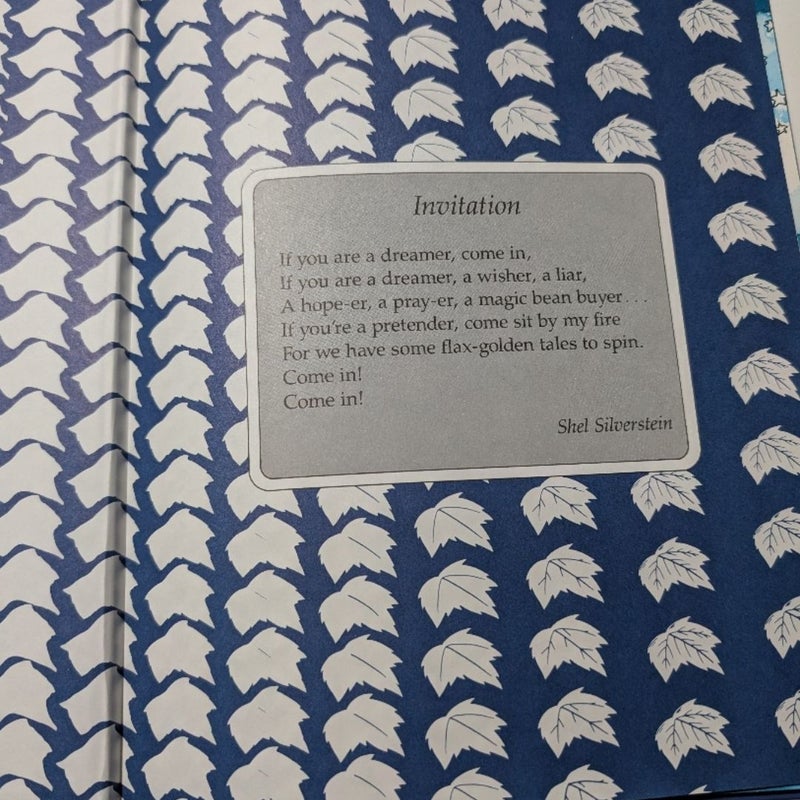 Invitation
If you are a dreamer, come in,
If you are a dreamer, a wisher, a liar,
A hope-er, a pray-er, a magic bean buyer . . .
If you're a pretender, come sit by my fire
For we have some flax-golden tales to spin.
Come in!
Come in!
Shel Silverstein